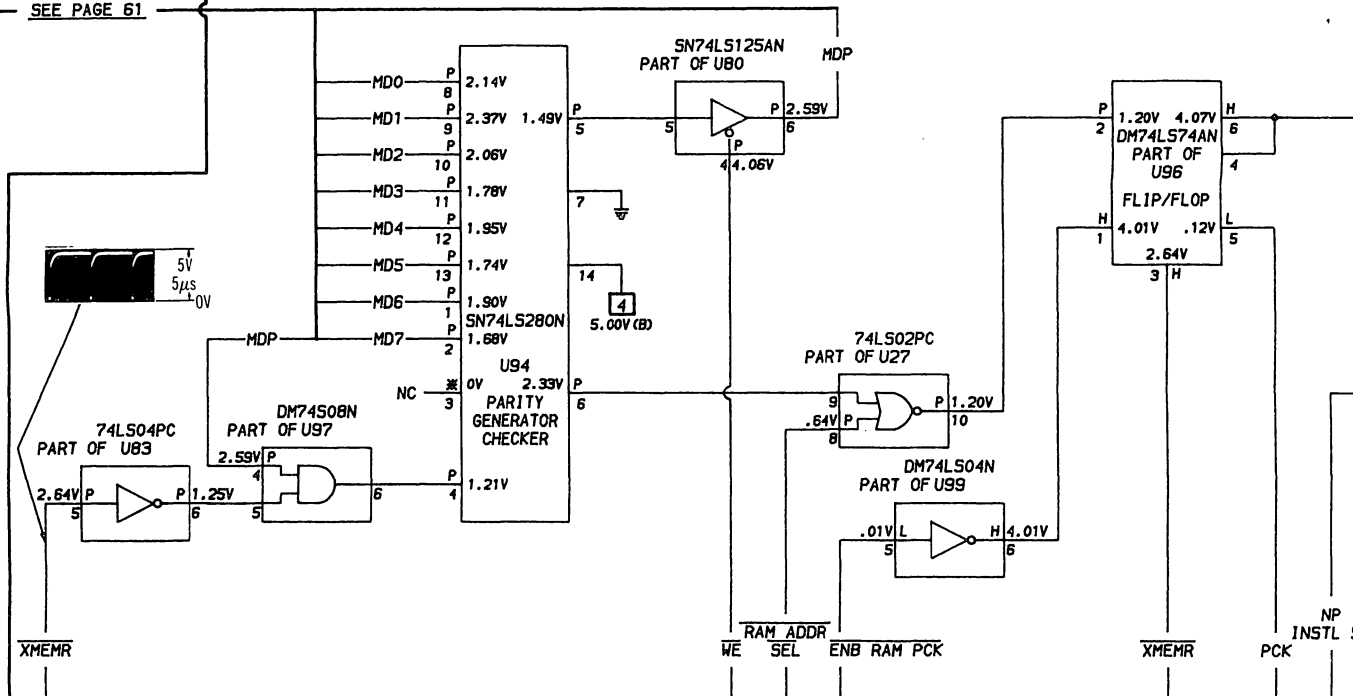 SEE PAGE 61
SN74LS125AN
PART OF U80
MDP
MD0 P 8 2.14V
MD1 P 9 2.37V 1.49V P 5
5 P 2.59V 6
P 4 4.06V
MD2 P 10 2.06V
MD3 P 11 1.78V 7
MD4 P 12 1.95V
MD5 P 13 1.74V 14
4
5.00V(B)
MD6 P 1 1.90V
SN74LS280N
MDP MD7 P 2 1.68V
U94
NC ※ 3 0V 2.33V P 6
PARITY
GENERATOR
CHECKER
P 4 1.21V
5V
5μs
0V
P 2 1.20V 4.07V H 6
DM74LS74AN
PART OF
U96
4
FLIP/FLOP
H 1 4.01V .12V L 5
2.64V
3 H
74LS02PC
PART OF U27
9
.64V P 8
P 1.20V 10
DM74S08N
PART OF U97
2.59V P 4
5
6
74LS04PC
PART OF U83
2.64V P 5
P 1.25V 6
DM74LS04N
PART OF U99
.01V L 5
H 4.01V 6
XMEMR
WE
RAM ADDR
SEL
ENB RAM PCK
XMEMR
PCK
NP
INSTL